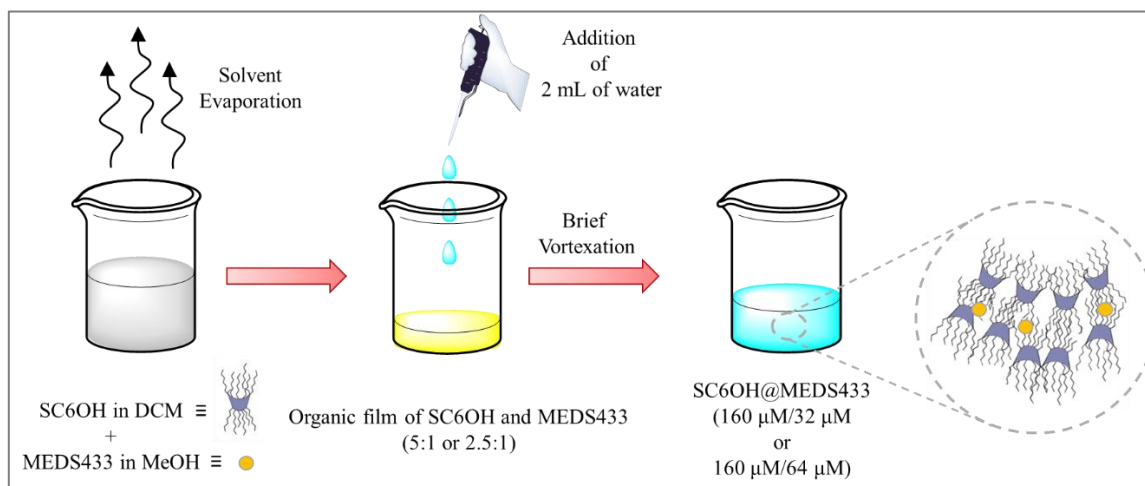 Solvent
Evaporation
Addition
of
2 mL of water
Brief
Vortexation
SC6OH in DCM ≡
+
MEDS433 in MeOH ≡
Organic film of SC6OH and MEDS433
(5:1 or 2.5:1)
SC6OH@MEDS433
(160 μM/32 μM
or
160 μM/64 μM)